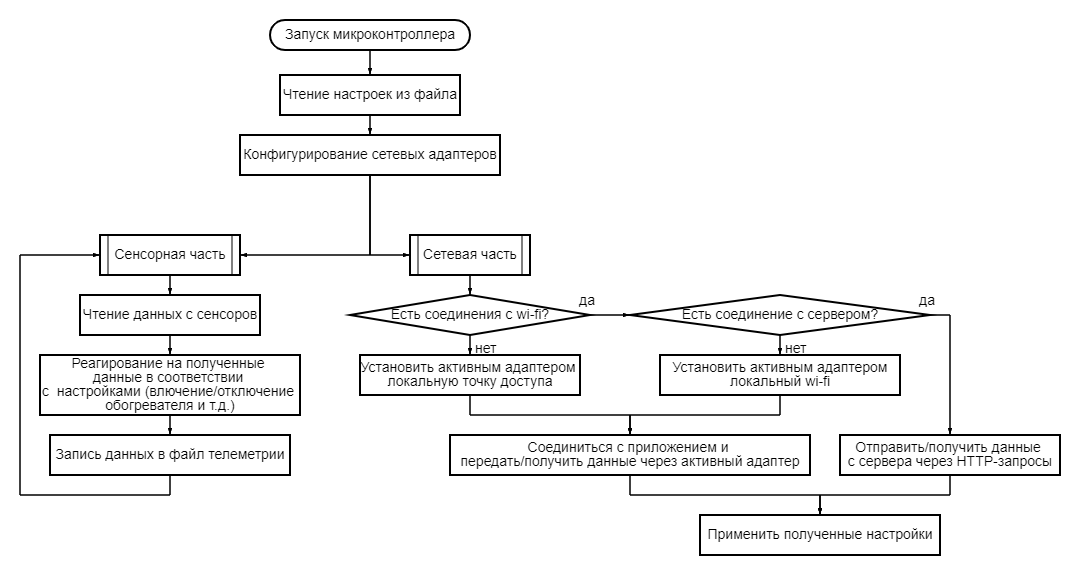 Запуск микроконтроллера
Чтение настроек из файла
Конфигурирование сетевых адаптеров
Сенсорная часть
Сетевая часть
Чтение данных с сенсоров
Есть соединения с wi-fi?
да
Есть соединение с сервером?
да
нет
нет
Реагирование на полученные
данные в соответствии
с настройками (влючение/отключение
обогревателя и т.д.)
Установить активным адаптером
локальную точку доступа
Установить активным адаптером
локальный wi-fi
Запись данных в файл телеметрии
Соединиться с приложением и
передать/получить данные через активный адаптер
Отправить/получить данные
с сервера через HTTP-запросы
Применить полученные настройки